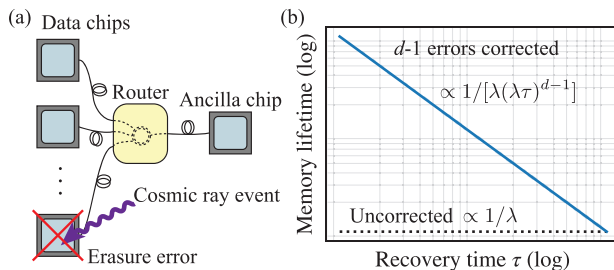 (a)
Data chips
Router
Ancilla chip
Cosmic ray event
Erasure error
(b)
Memory lifetime (log)
d-1 errors corrected
∝ 1/[λ(λτ)^{d−1}]
Uncorrected ∝ 1/λ
Recovery time τ (log)